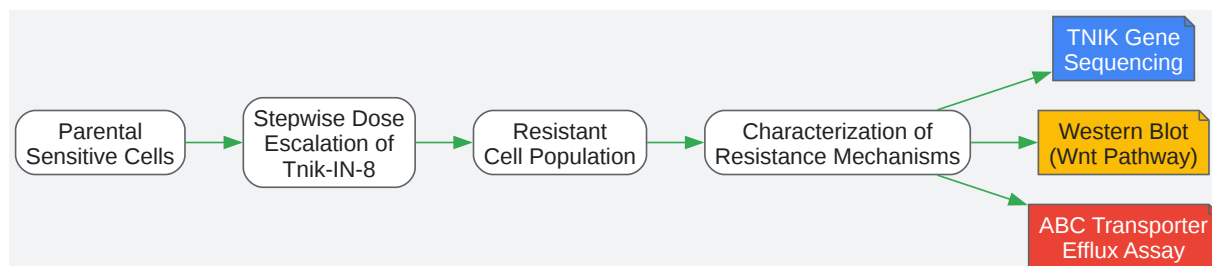 Parental
Sensitive Cells
Stepwise Dose
Escalation of
Tnik-IN-8
Resistant
Cell Population
Characterization of
Resistance Mechanisms
TNIK Gene
Sequencing
Western Blot
(Wnt Pathway)
ABC Transporter
Efflux Assay